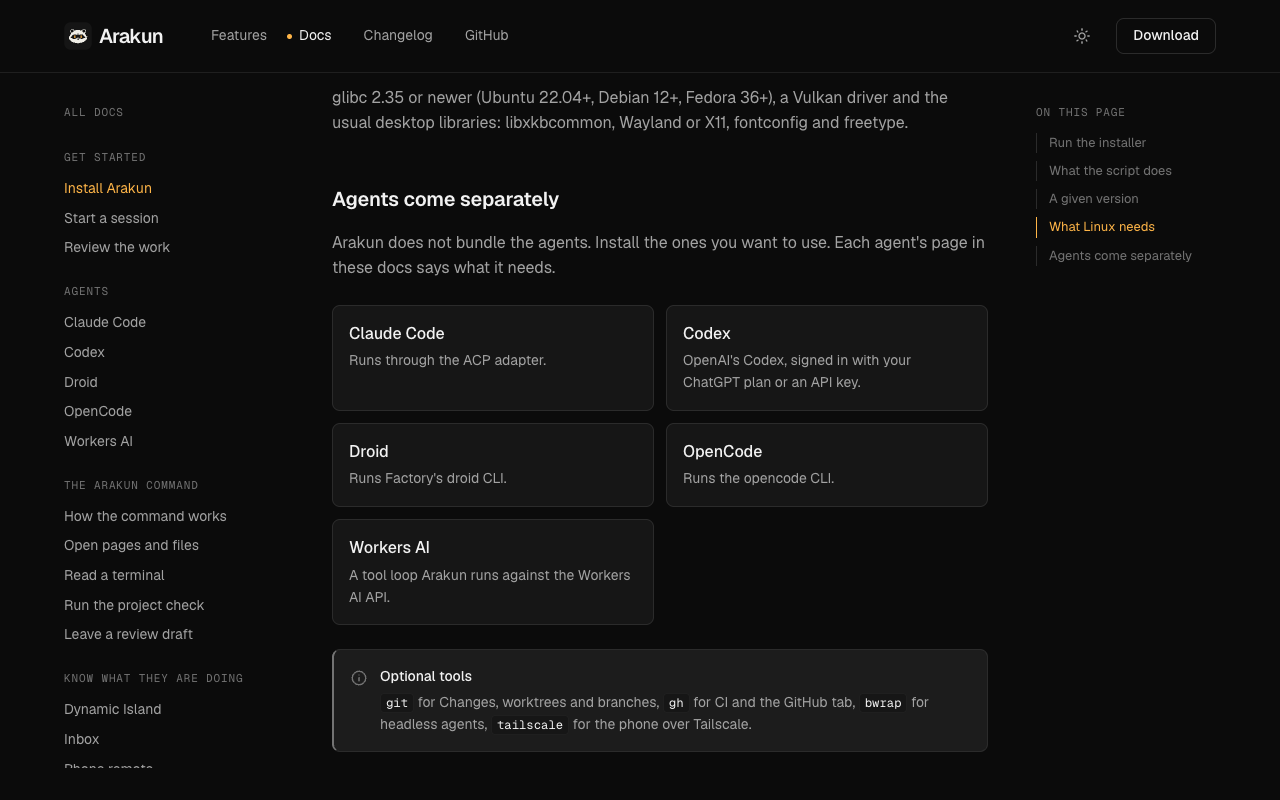 Arakun
Features
Docs
Changelog
GitHub
Download
ALL DOCS
GET STARTED
Install Arakun
Start a session
Review the work
AGENTS
Claude Code
Codex
Droid
OpenCode
Workers AI
THE ARAKUN COMMAND
How the command works
Open pages and files
Read a terminal
Run the project check
Leave a review draft
KNOW WHAT THEY ARE DOING
Dynamic Island
Inbox
Phone remote
glibc 2.35 or newer (Ubuntu 22.04+, Debian 12+, Fedora 36+), a Vulkan driver and the
usual desktop libraries: libxkbcommon, Wayland or X11, fontconfig and freetype.
Agents come separately
Arakun does not bundle the agents. Install the ones you want to use. Each agent's page in
these docs says what it needs.
Claude Code
Runs through the ACP adapter.
Codex
OpenAI's Codex, signed in with your
ChatGPT plan or an API key.
Droid
Runs Factory's droid CLI.
OpenCode
Runs the opencode CLI.
Workers AI
A tool loop Arakun runs against the Workers
AI API.
Optional tools
git for Changes, worktrees and branches, gh for CI and the GitHub tab, bwrap for
headless agents, tailscale for the phone over Tailscale.
ON THIS PAGE
Run the installer
What the script does
A given version
What Linux needs
Agents come separately